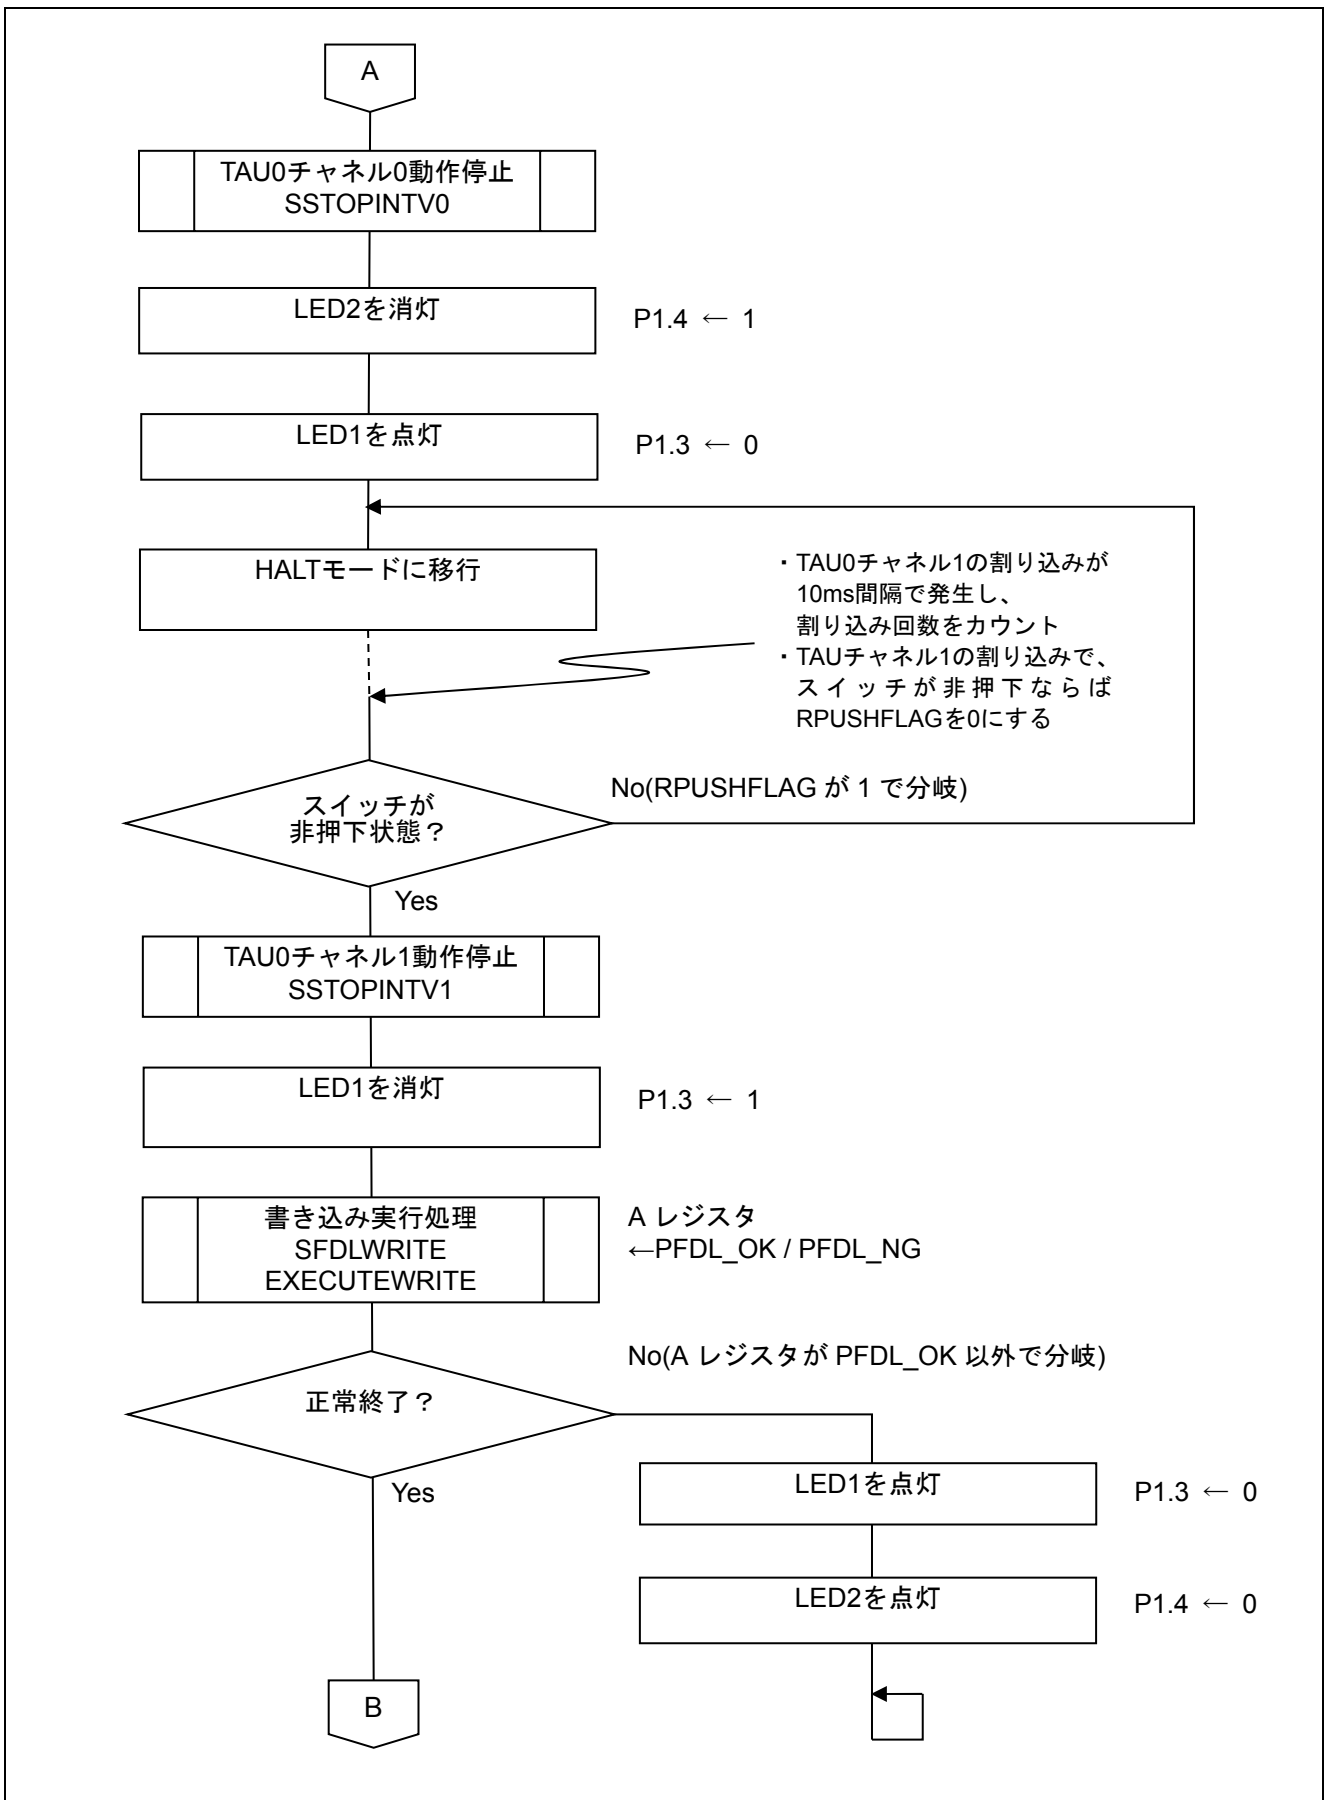 A
TAU0チャネル0動作停止
SSTOPINTV0
LED2を消灯
P1.4 ← 1
LED1を点灯
P1.3 ← 0
HALTモードに移行
・TAU0チャネル1の割り込みが
10ms間隔で発生し、
割り込み回数をカウント
・TAUチャネル1の割り込みで、
スイッチが非押下ならば
RPUSHFLAGを0にする
スイッチが
非押下状態？
No(RPUSHFLAG が 1 で分岐)
Yes
TAU0チャネル1動作停止
SSTOPINTV1
LED1を消灯
P1.3 ← 1
書き込み実行処理
SFDLWRITE
EXECUTEWRITE
A レジスタ
←PFDL_OK / PFDL_NG
No(A レジスタが PFDL_OK 以外で分岐)
正常終了？
Yes
LED1を点灯
P1.3 ← 0
LED2を点灯
P1.4 ← 0
B